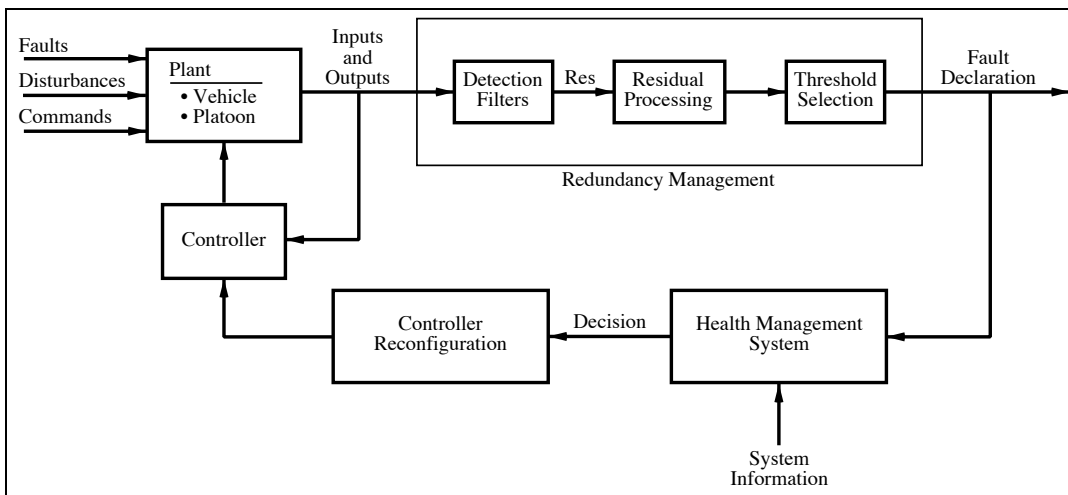 Faults
Disturbances
Commands
Plant
• Vehicle
• Platoon
Inputs
and
Outputs
Detection
Filters
Res
Residual
Processing
Threshold
Selection
Fault
Declaration
Redundancy Management
Controller
Controller
Reconfiguration
Decision
Health Management
System
System
Information